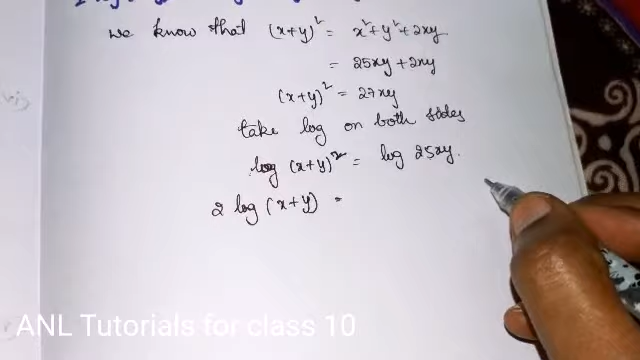 we know that (x+y)² = x²+y²+2xy
= 25xy+2xy
(x+y)² = 27xy
take log on both sides
log (x+y)² = log 25xy.
2 log (x+y) =
ANL Tutorials for class 10